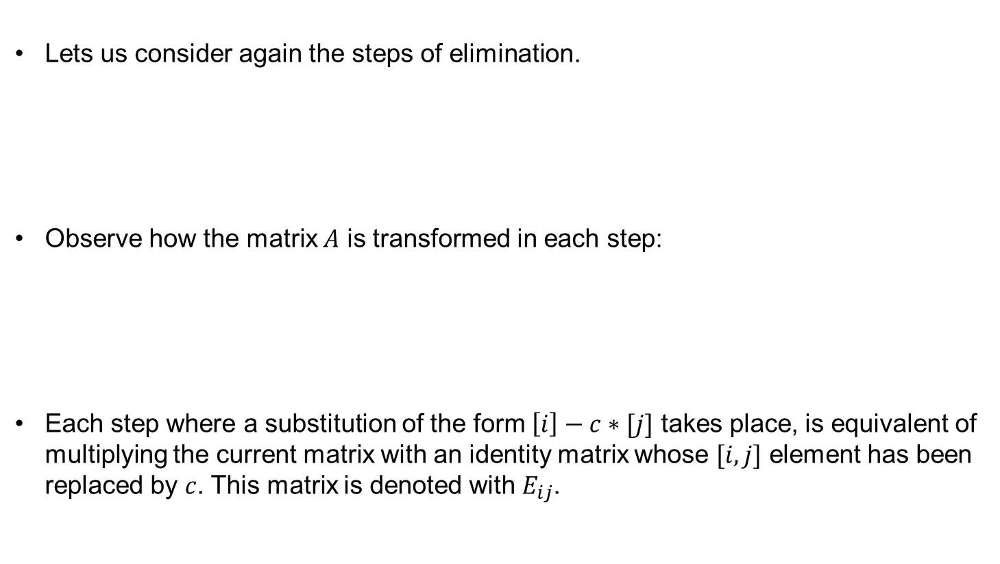 • Lets us consider again the steps of elimination.
• Observe how the matrix 𝐴 is transformed in each step:
• Each step where a substitution of the form [𝑖] − 𝑐 ∗ [𝑗] takes place, is equivalent of
multiplying the current matrix with an identity matrix whose [𝑖, 𝑗] element has been
replaced by 𝑐. This matrix is denoted with 𝐸𝑖𝑗.